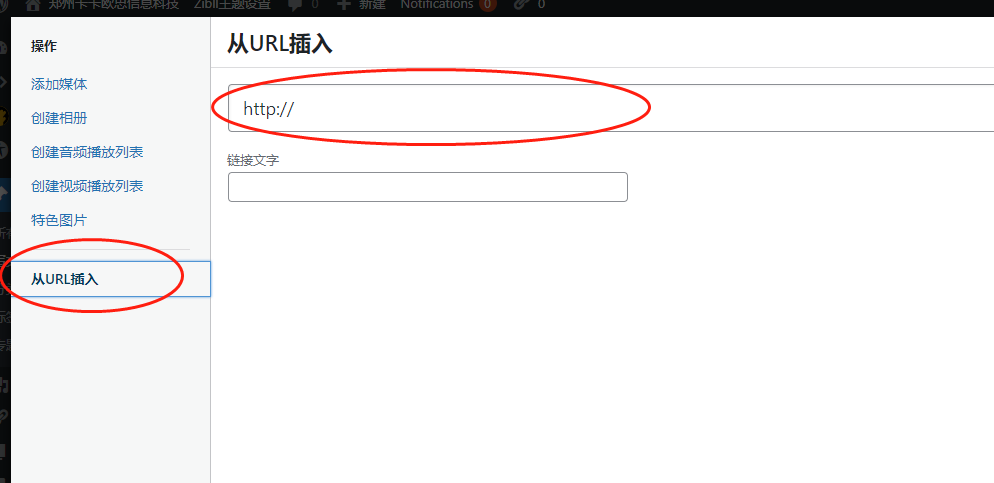 郑州卡卡欧思信息科技 Zibll主题设置 0 新建 Notifications 0 0
操作
添加媒体
创建相册
创建音频播放列表
创建视频播放列表
特色图片
从URL插入
从URL插入
http://
链接文字